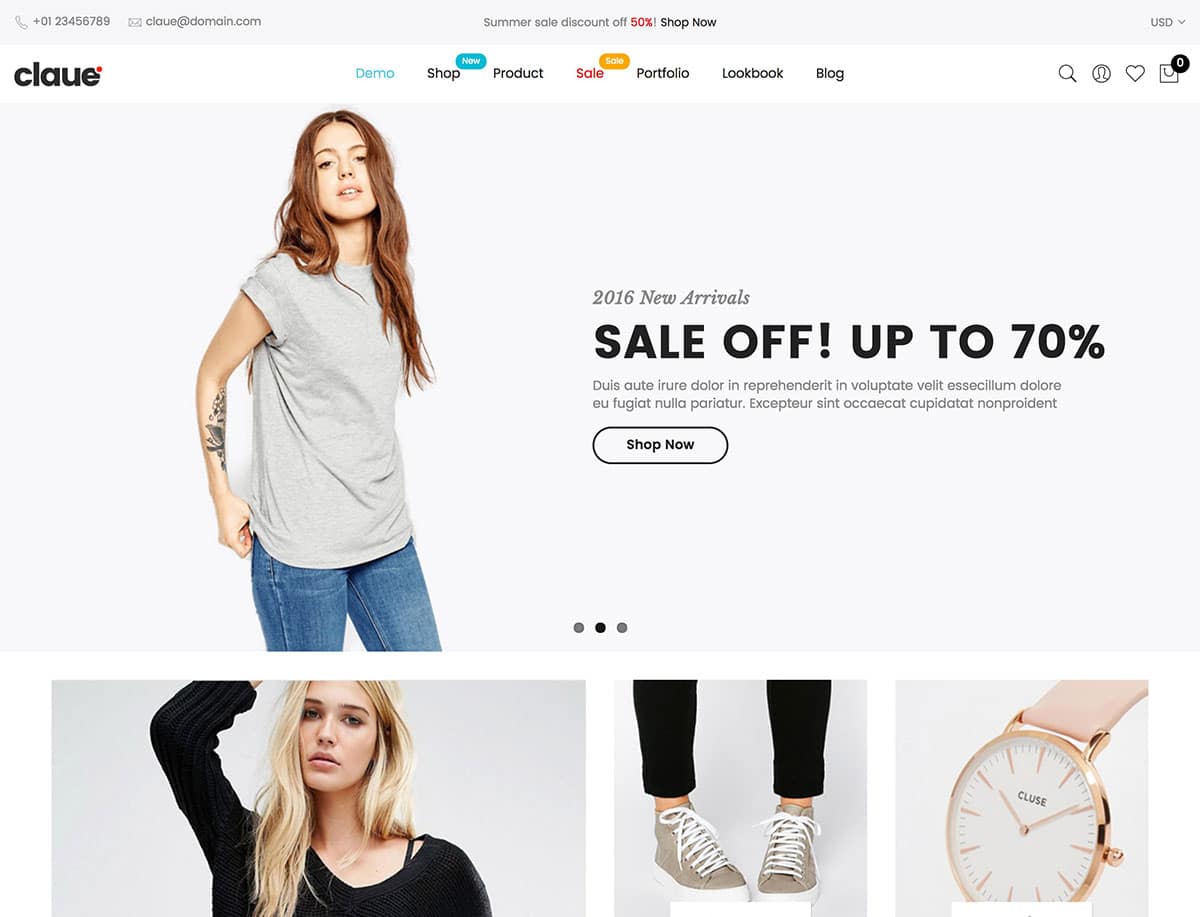 +01 23456789 claue@domain.com Summer sale discount off 50%! Shop Now USD
New Sale
claue Demo Shop Product Sale Portfolio Lookbook Blog 0
2016 New Arrivals
SALE OFF! UP TO 70%
Duis aute irure dolor in reprehenderit in voluptate velit essecillum dolore
eu fugiat nulla pariatur. Excepteur sint occaecat cupidatat nonproident
Shop Now
CLUSE